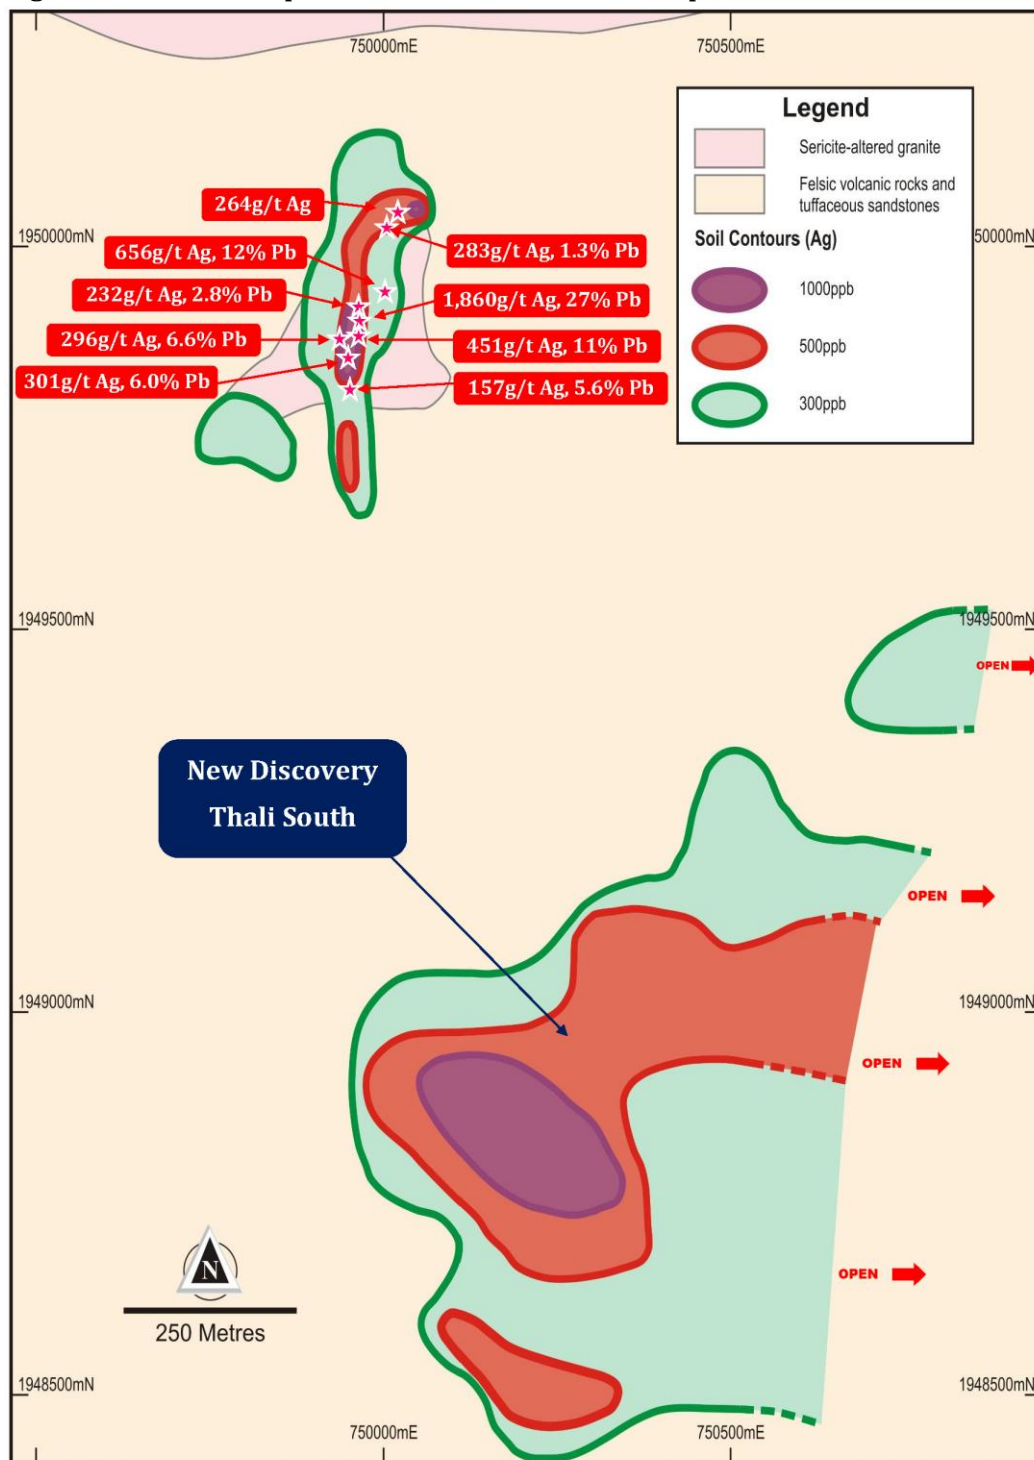 750000mE
750500mE
Legend
Sericite-altered granite
Felsic volcanic rocks and
tuffaceous sandstones
Soil Contours (Ag)
1000ppb
500ppb
300ppb
264g/t Ag
1950000mN
50000mN
283g/t Ag, 1.3% Pb
656g/t Ag, 12% Pb
232g/t Ag, 2.8% Pb
1,860g/t Ag, 27% Pb
296g/t Ag, 6.6% Pb
451g/t Ag, 11% Pb
301g/t Ag, 6.0% Pb
157g/t Ag, 5.6% Pb
1949500mN
1949500mN
OPEN
New Discovery
Thali South
OPEN
1949000mN
1949000mN
OPEN
N
OPEN
250 Metres
1948500mN
1948500mN
750000mE
750500mE